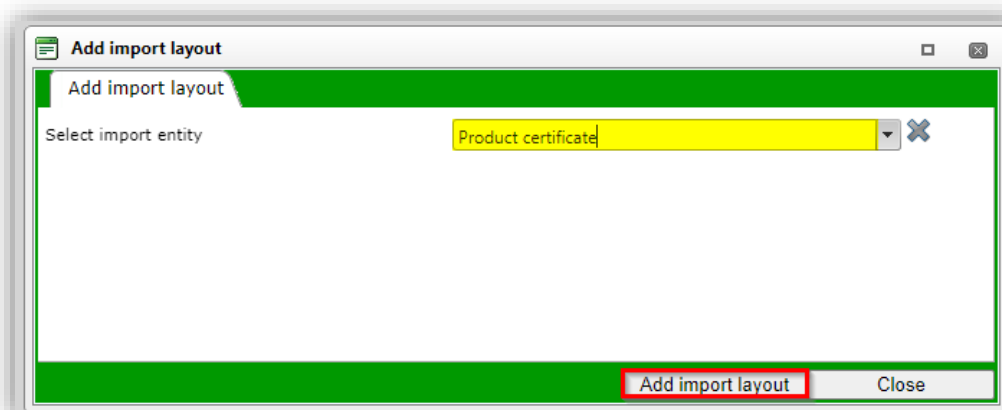 Add import layout
Add import layout
Select import entity Product certificate
Add import layout Close